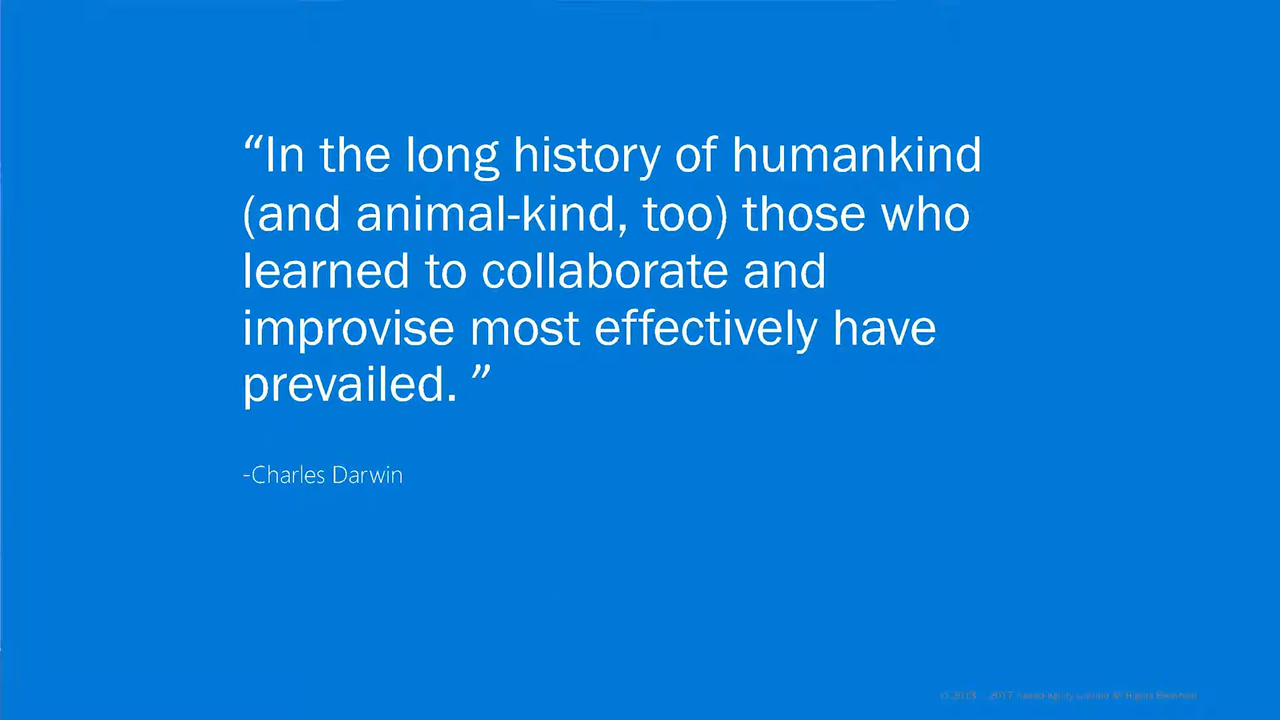 “In the long history of humankind
(and animal-kind, too) those who
learned to collaborate and
improvise most effectively have
prevailed. ”
-Charles Darwin
2017